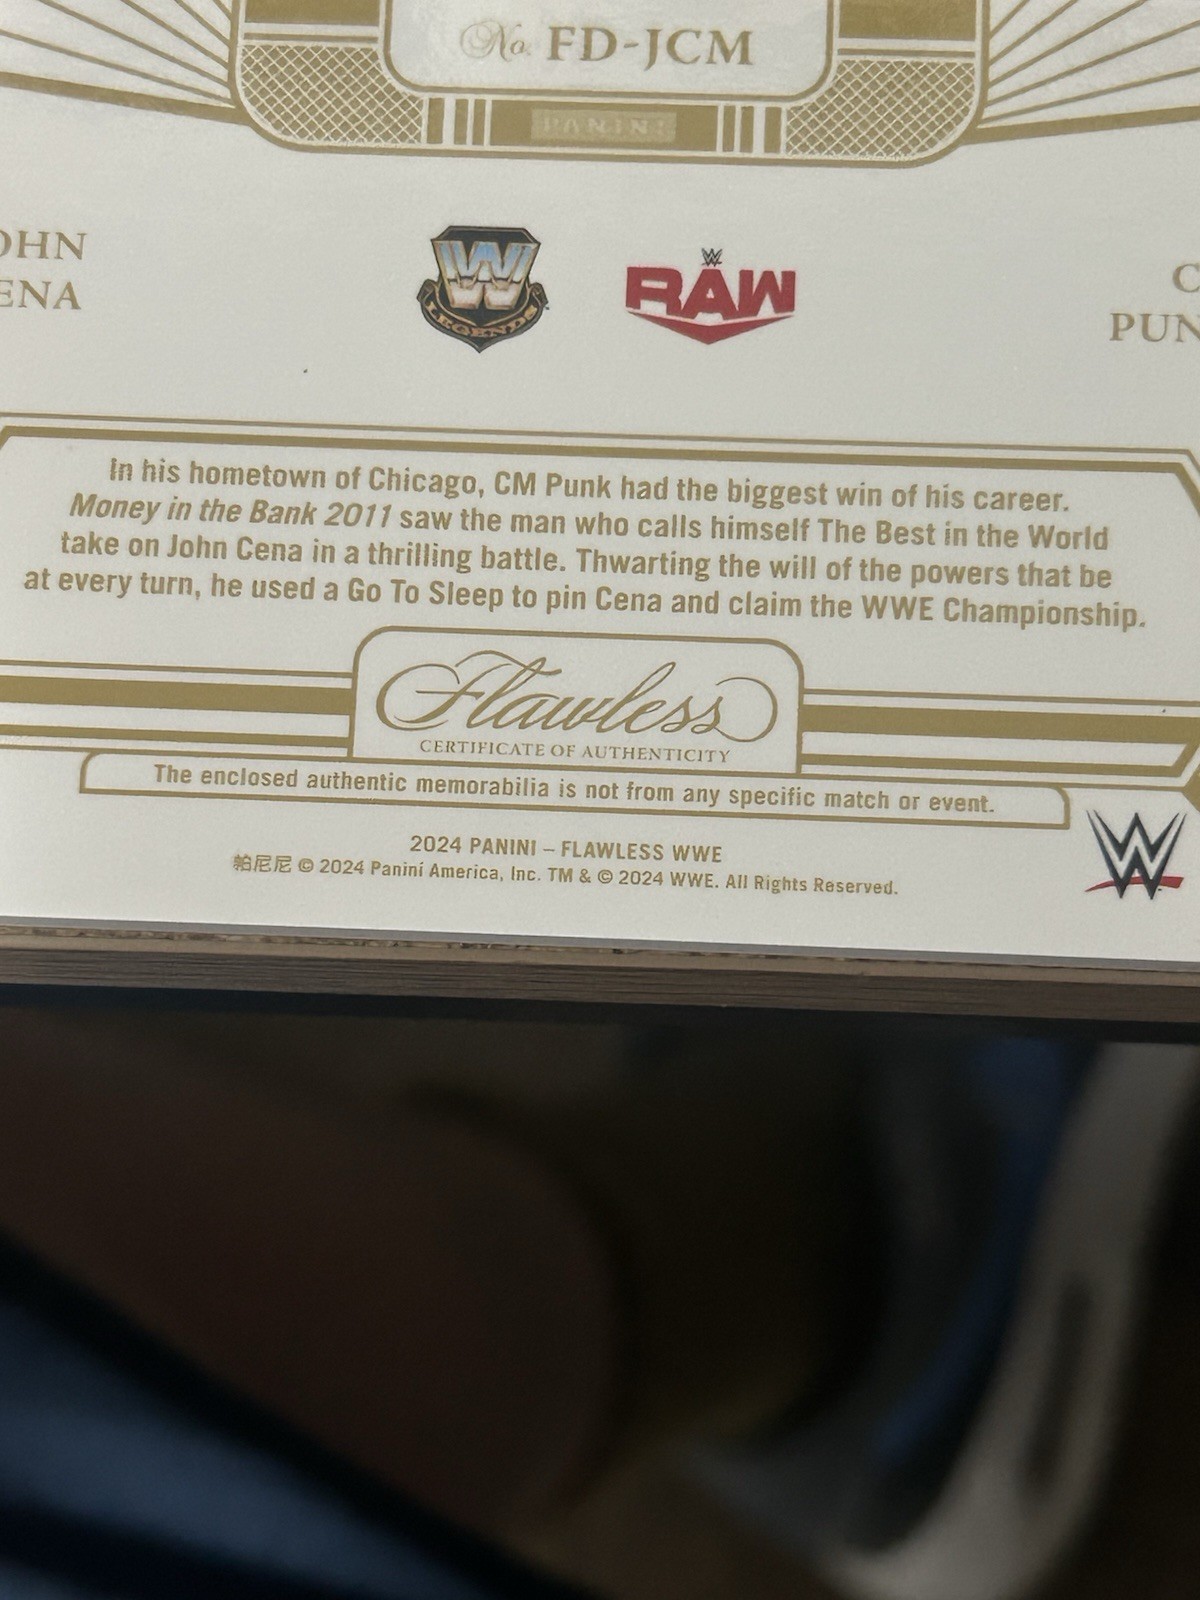 No. FD-JCM
PANINI
OHN
ENA
LEGENDS
W RAW
C
PUN
In his hometown of Chicago, CM Punk had the biggest win of his career.
Money in the Bank 2011 saw the man who calls himself The Best in the World
take on John Cena in a thrilling battle. Thwarting the will of the powers that be
at every turn, he used a Go To Sleep to pin Cena and claim the WWE Championship.
Flawless
CERTIFICATE OF AUTHENTICITY
The enclosed authentic memorabilia is not from any specific match or event.
2024 PANINI – FLAWLESS WWE
帕尼尼 © 2024 Panini America, Inc. TM & © 2024 WWE. All Rights Reserved.
W